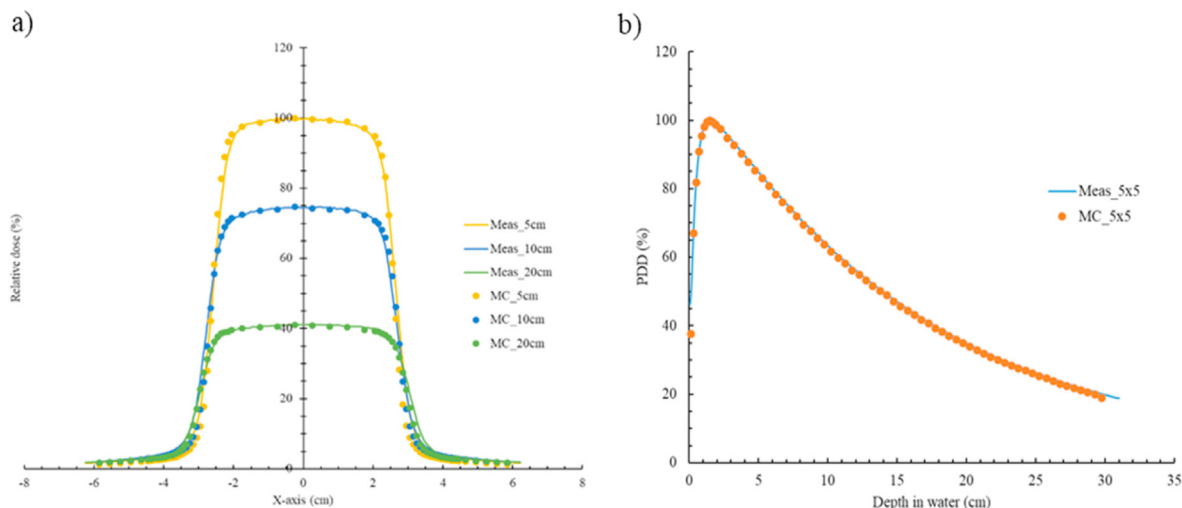 a)
120
100
80
60
40
20
0
Relative dose (%)
-8
-6
-4
-2
0
2
4
6
8
X-axis (cm)
Meas_5cm
Meas_10cm
Meas_20cm
MC_5cm
MC_10cm
MC_20cm
b)
120
100
80
60
40
20
0
PDD (%)
0
5
10
15
20
25
30
35
Depth in water (cm)
Meas_5x5
MC_5x5